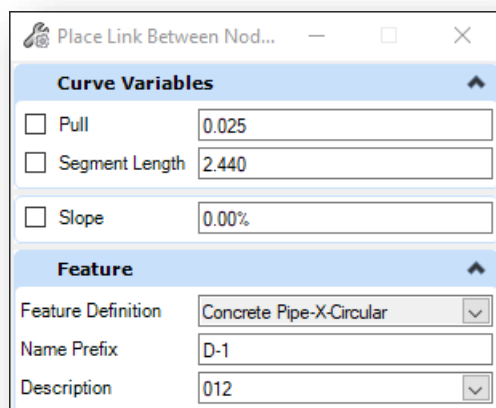 Place Link Between Nod...
Curve Variables
Pull 0.025
Segment Length 2.440
Slope 0.00%
Feature
Feature Definition Concrete Pipe-X-Circular
Name Prefix D-1
Description 012